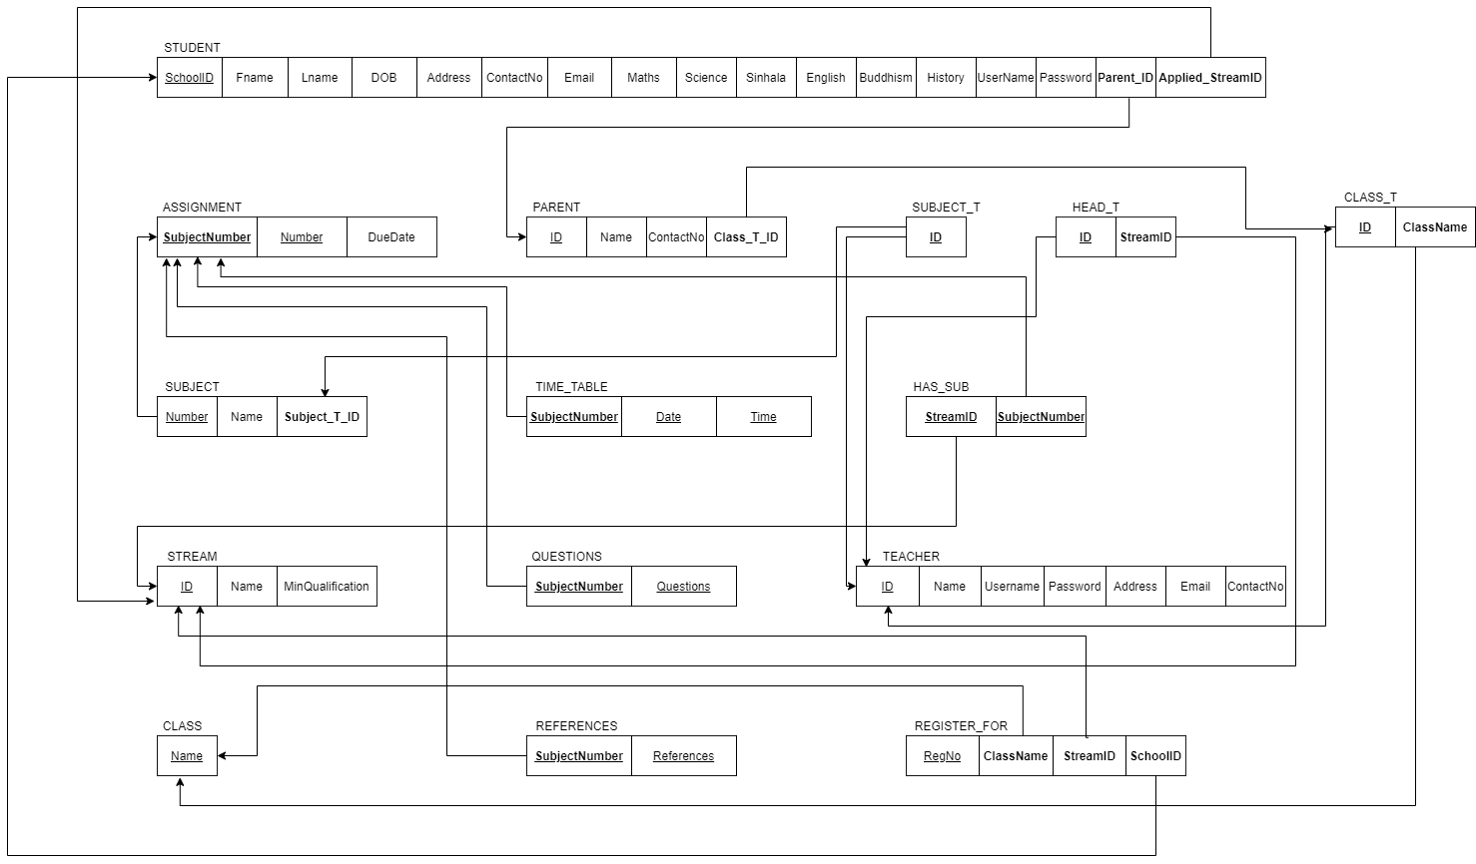 STUDENT
SchoolID Fname Lname DOB Address ContactNo Email Maths Science Sinhala English Buddhism History UserName Password Parent_ID Applied_StreamID
ASSIGNMENT PARENT SUBJECT_T HEAD_T CLASS_T
SubjectNumber Number DueDate ID Name ContactNo Class_T_ID ID ID StreamID ID ClassName
SUBJECT TIME_TABLE HAS_SUB
Number Name Subject_T_ID SubjectNumber Date Time StreamID SubjectNumber
STREAM QUESTIONS TEACHER
ID Name MinQualification SubjectNumber Questions ID Name Username Password Address Email ContactNo
CLASS REFERENCES REGISTER_FOR
Name SubjectNumber References RegNo ClassName StreamID SchoolID